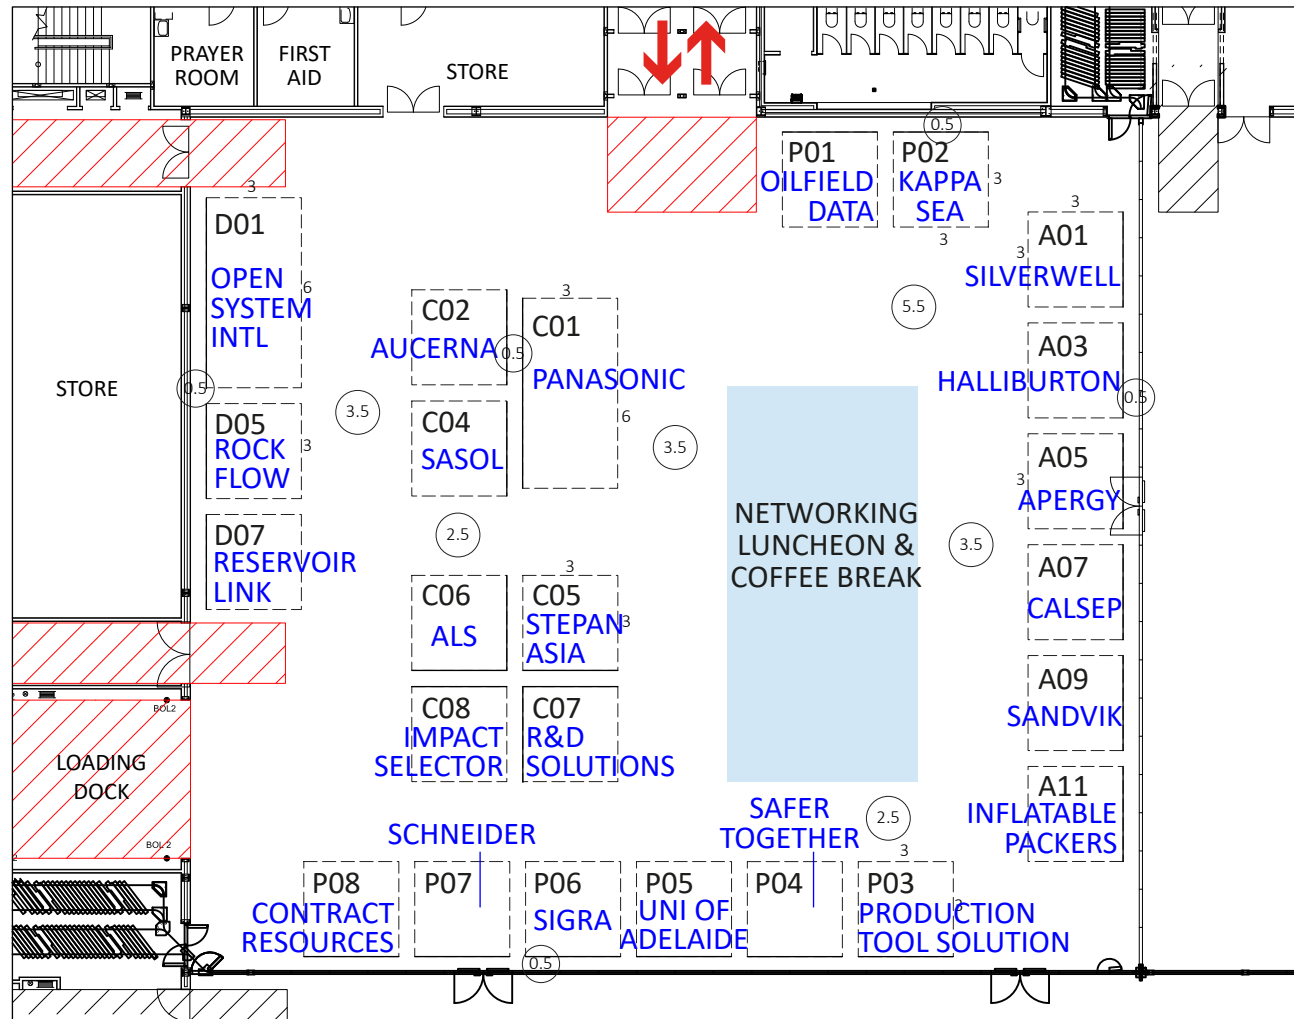 PRAYER
ROOM
FIRST
AID
STORE
0.5
P01
OILFIELD
DATA
P02
KAPPA
SEA
3
3
3
D01
OPEN
SYSTEM
INTL
6
3
A01
SILVERWELL
3
5.5
C02
AUCERNA
0.5
3
C01
PANASONIC
6
A03
HALLIBURTON
0.5
STORE
0.5
3.5
D05
ROCK
FLOW
3
C04
SASOL
3.5
A05
APERGY
3
NETWORKING
LUNCHEON &
COFFEE BREAK
3.5
D07
RESERVOIR
LINK
2.5
C06
ALS
3
C05
STEPAN
ASIA
3
A07
CALSEP
C08
IMPACT
SELECTOR
C07
R&D
SOLUTIONS
A09
SANDVIK
BOL2
LOADING
DOCK
BOL 2
2
A11
INFLATABLE
PACKERS
SCHNEIDER
SAFER
TOGETHER
2.5
3
P08
CONTRACT
RESOURCES
P07
P06
SIGRA
0.5
P05
UNI OF
ADELAIDE
P04
P03
PRODUCTION
TOOL SOLUTION
3